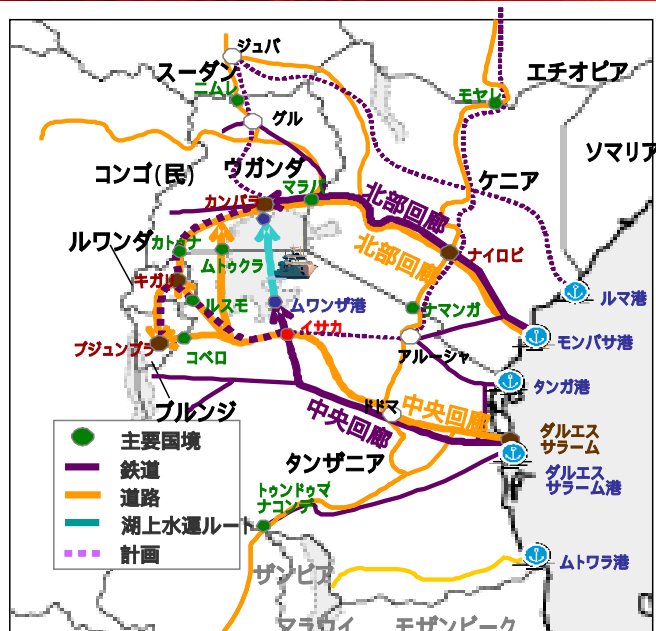 ジュバ
スーダン
エチオピア
ニムレ
モヤレ
グル
ソマリア
コンゴ(民)
ウガンダ
ケニア
マラバ
カンパラ
北部回廊
ルワンダ
カトゥナ
北部回廊
ナイロビ
ムトゥクラ
キガリ
ルマ港
ルスモ
ムワンザ港
サマンガ
イサカ
モンバサ港
ブジュンブラ
コベロ
アルーシャ
タンガ港
ブルンジ
ドドマ
中央回廊
中央回廊
ダルエス
サラーム
主要国境
鉄道
タンザニア
ダルエス
サラーム港
道路
トゥンドゥマ
ナコンデ
湖上水運ルート
計画
ムトワラ港
ザンビア
マラウイ
モザンビーク